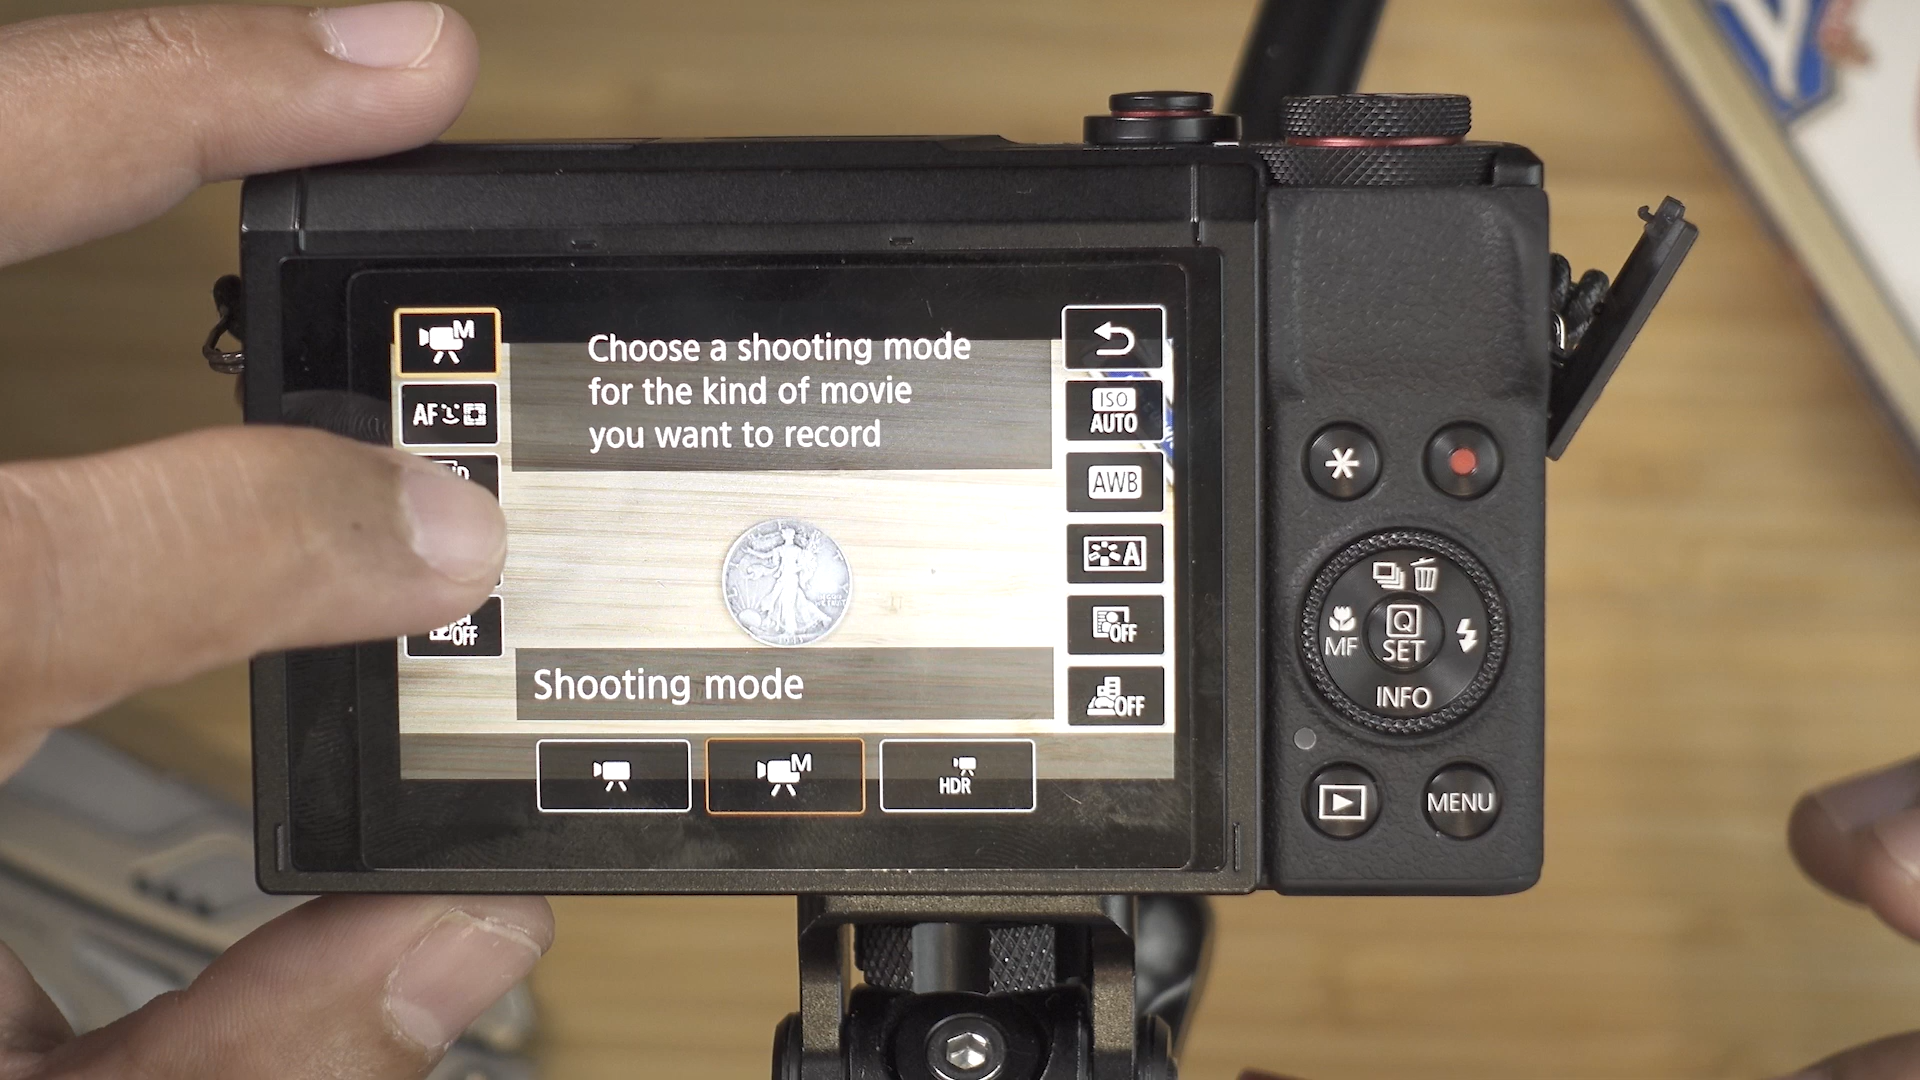 M
Choose a shooting mode
for the kind of movie
you want to record
AF
ISO
AUTO
AWB
A
OFF
OFF
OFF
Shooting mode
M
HDR
MF
Q
SET
INFO
MENU